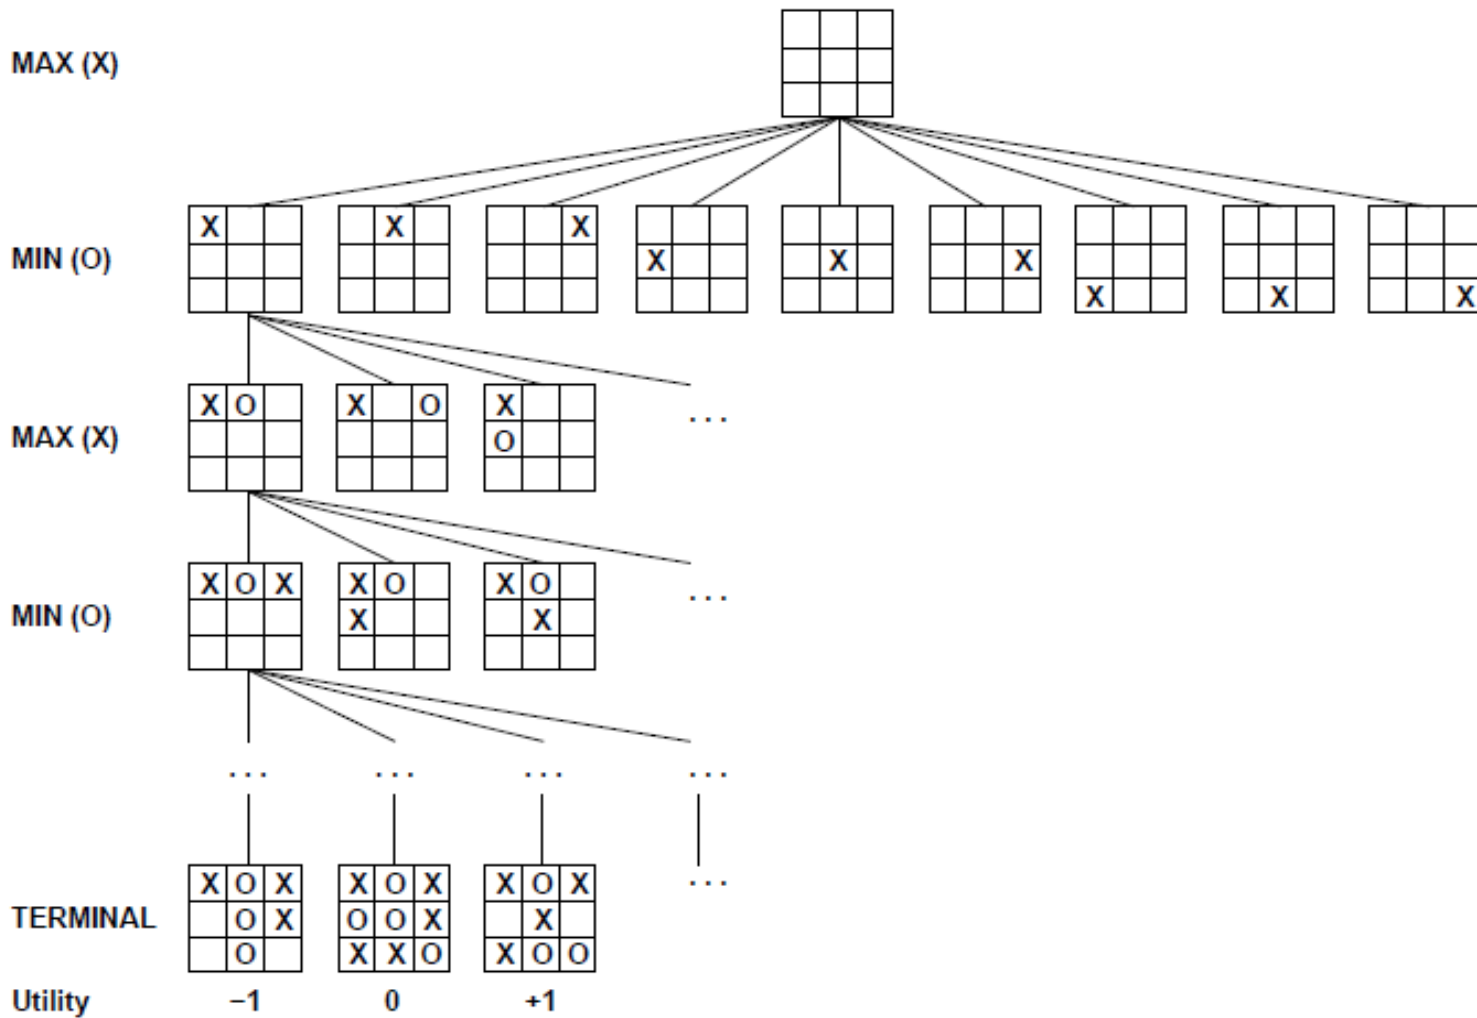 MAX (X)
X X X X X X X X X
MIN (O)
X O X O X
MAX (X)
O
...
X O X X O X O
MIN (O)
X X
...
... ... ... ...
X O X X O X X O X
TERMINAL
O X O O X X
...
O X X O X O O
Utility −1 0 +1